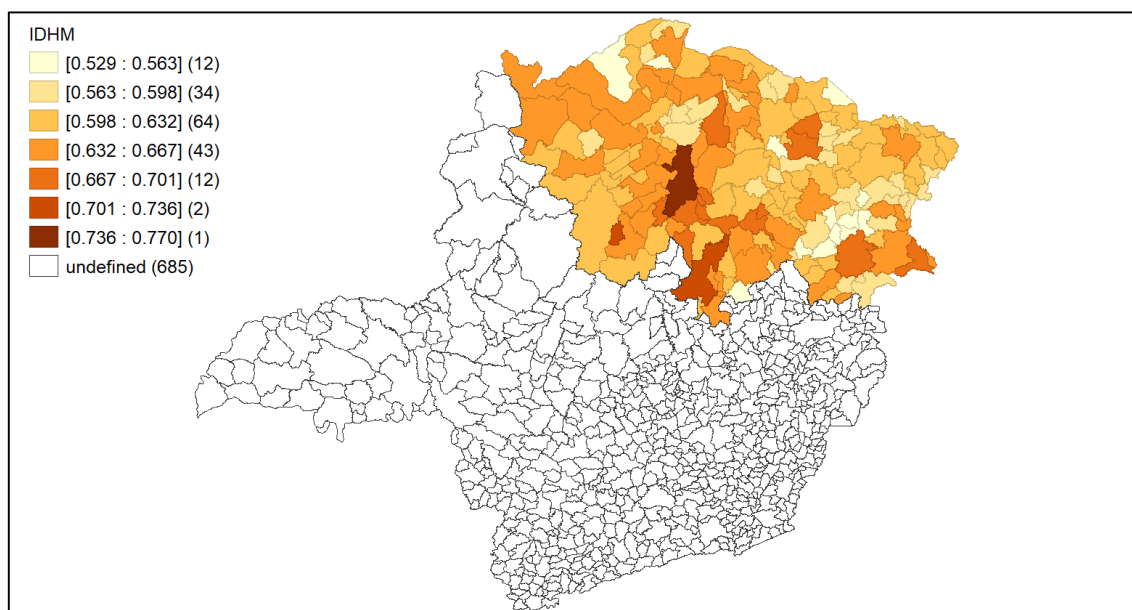 IDHM
[0.529 : 0.563] (12)
[0.563 : 0.598] (34)
[0.598 : 0.632] (64)
[0.632 : 0.667] (43)
[0.667 : 0.701] (12)
[0.701 : 0.736] (2)
[0.736 : 0.770] (1)
undefined (685)